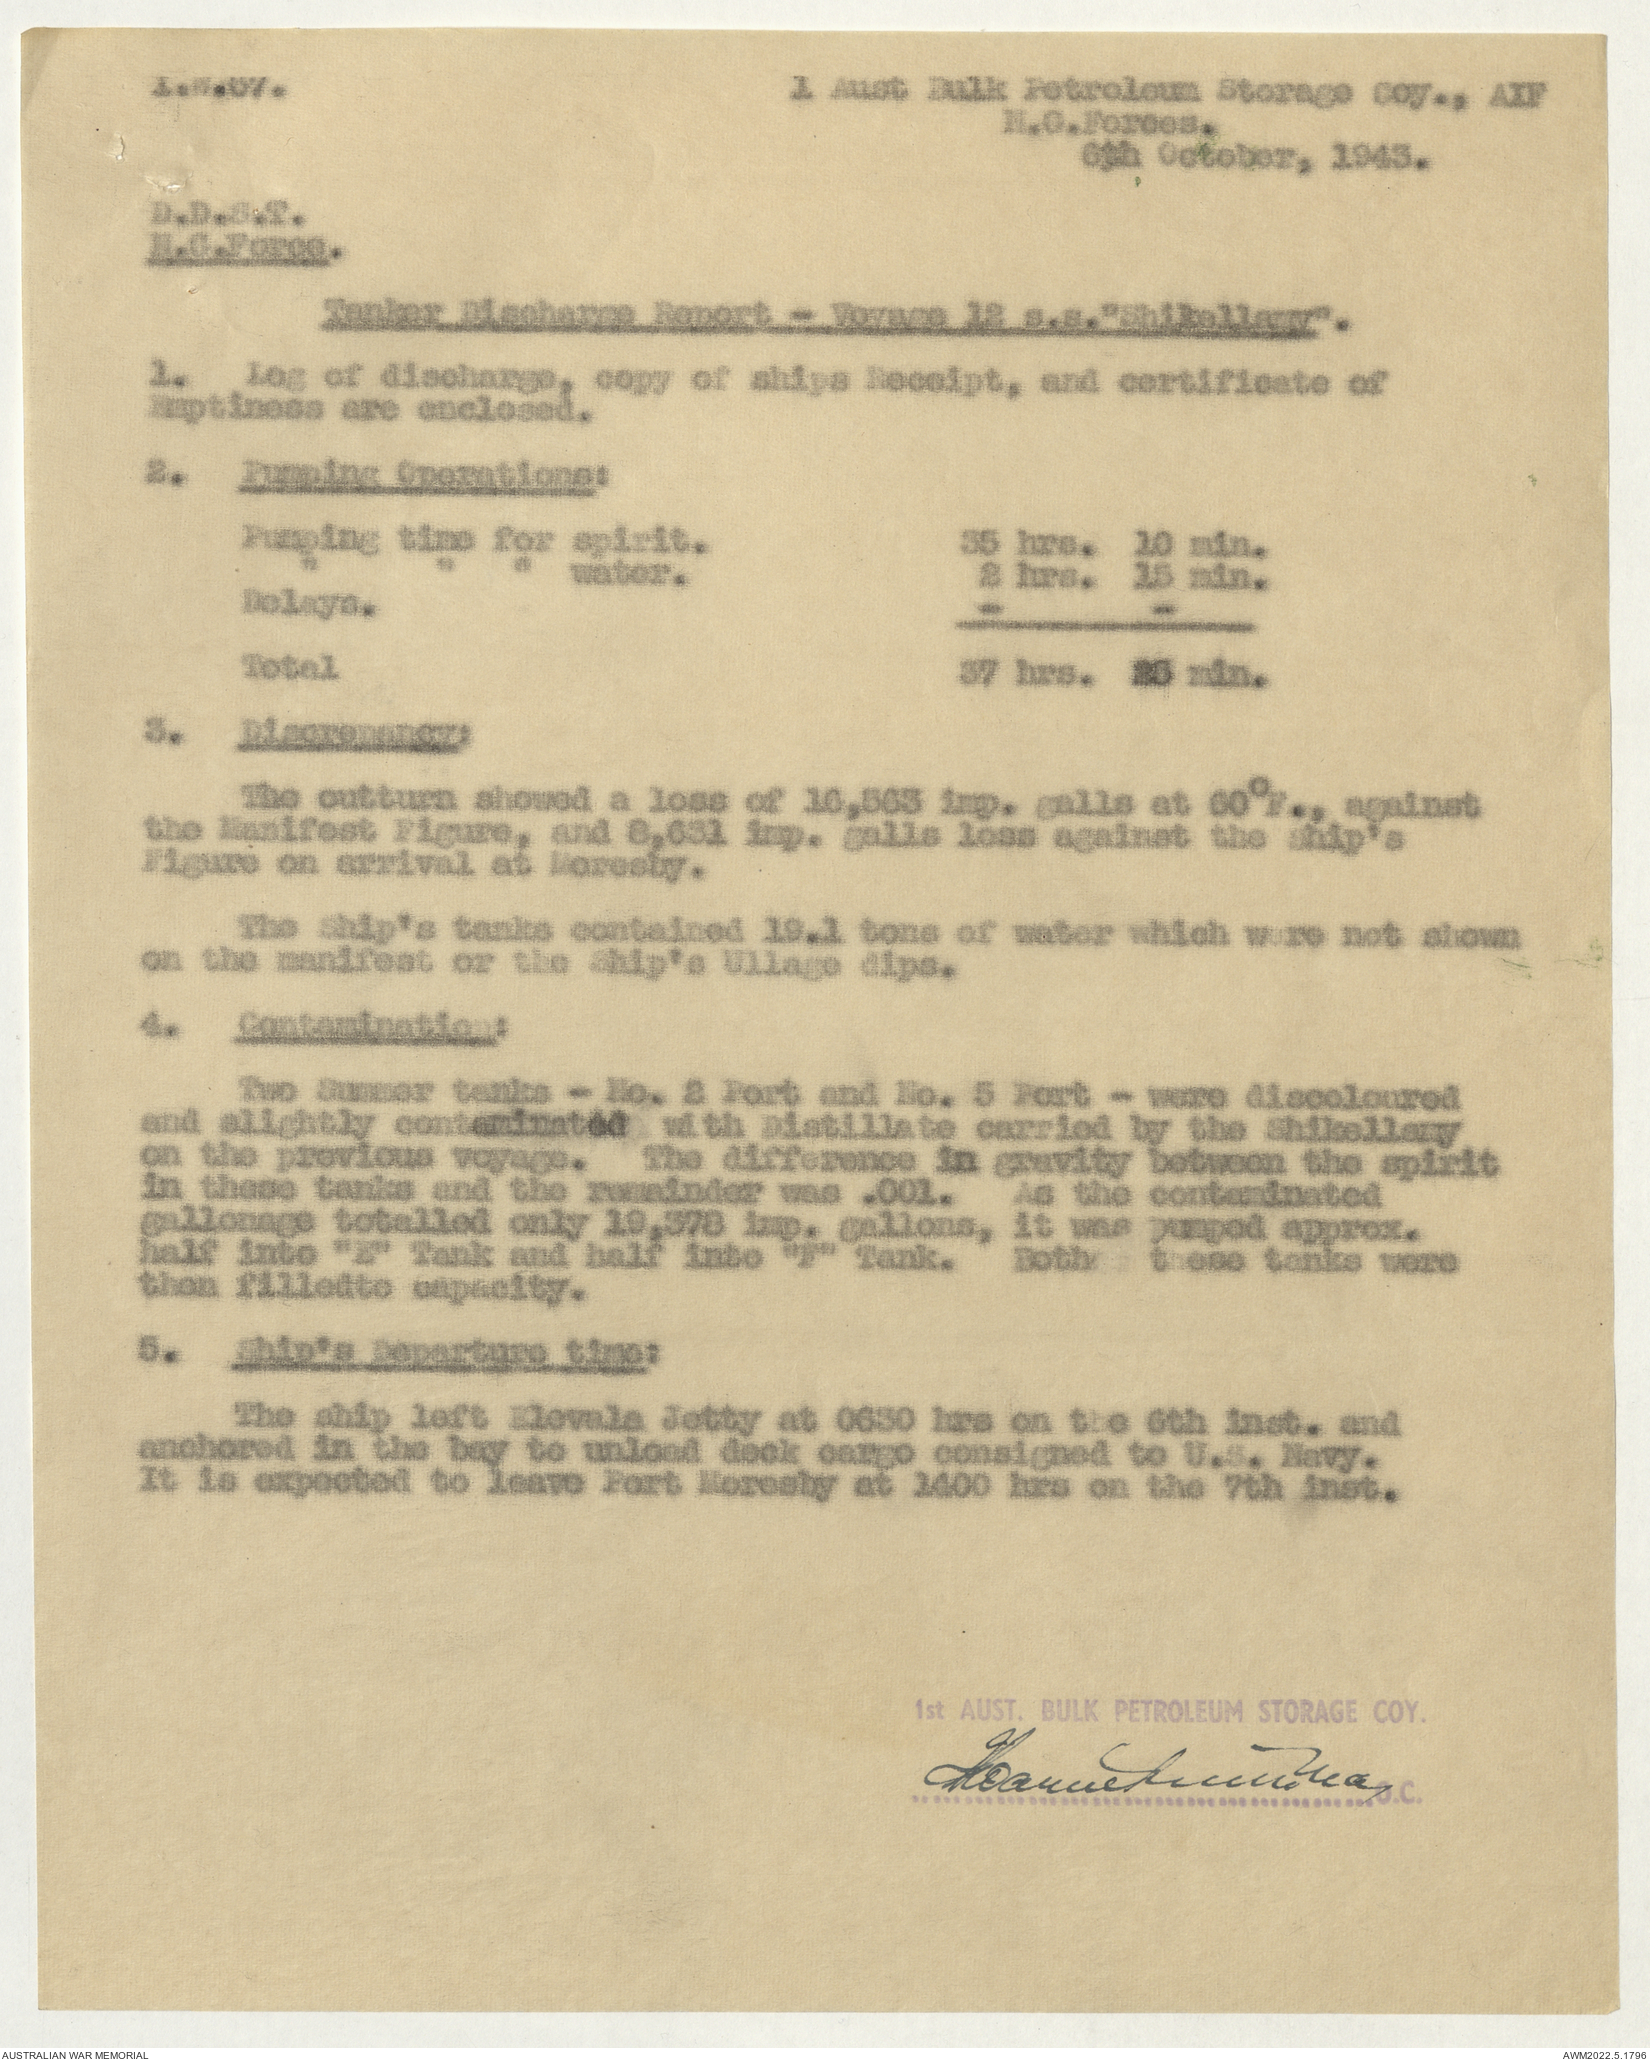 1 Aust Bulk Petroleum Storage Coy., AIF
N.G.Forces.
6th October, 1943.
D.D.S.T.
N.G.Force.
Tanker Discharge Report - Voyage 12 s.s."Shikellamy".
1. Log of discharge, copy of ships Receipt, and certificate of
Emptiness are enclosed.
2. Pumping Operations:
Pumping time for spirit. 35 hrs. 10 min.
" " " water. 2 hrs. 15 min.
Delays. - -
Total 37 hrs. min.
3. Discrepancy:
The outturn showed a loss of 16,563 imp. galls at 60°F., against
the Manifest Figure, and 8,631 imp. galls loss against the Ship's
Figure on arrival at Moresby.
The Ship's tanks contained 19.1 tons of water which were not shown
on the manifest or the Ship's Ullage dips.
4. Contamination:
Two Summer tanks - No. 2 Port and No. 5 Port - were discoloured
and slightly contaminated with Distillate carried by the Shikellamy
on the previous voyage. The difference in gravity between the spirit
in these tanks and the remainder was .001. As the contaminated
gallonage totalled only 19,378 imp. gallons, it was pumped approx.
half into "E" Tank and half into "F" Tank. Both these tanks were
then filledto capacity.
5. Ship's Departure time:
The ship left Elevala Jetty at 0630 hrs on the 6th inst. and
anchored in the bay to unload deck cargo consigned to U.S. Navy.
It is expected to leave Port Moresby at 1400 hrs on the 7th inst.
1st AUST. BULK PETROLEUM STORAGE COY.
O.C.
AUSTRALIAN WAR MEMORIAL
AWM2022.5.1796